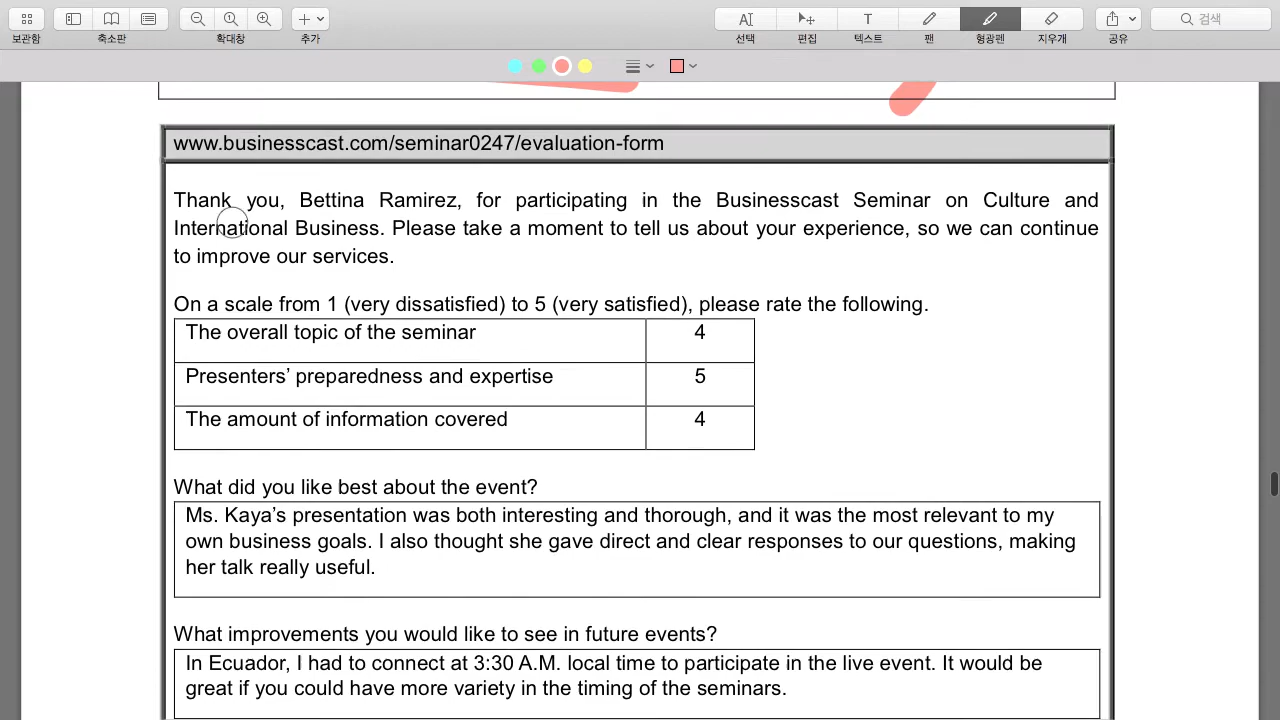 보관함
축소판
확대창
추가
선택
편집
텍스트
펜
형광펜
지우개
공유
검색
www.businesscast.com/seminar0247/evaluation-form
Thank you, Bettina Ramirez, for participating in the Businesscast Seminar on Culture and
International Business. Please take a moment to tell us about your experience, so we can continue
to improve our services.
On a scale from 1 (very dissatisfied) to 5 (very satisfied), please rate the following.
The overall topic of the seminar 4
Presenters' preparedness and expertise 5
The amount of information covered 4
What did you like best about the event?
Ms. Kaya's presentation was both interesting and thorough, and it was the most relevant to my
own business goals. I also thought she gave direct and clear responses to our questions, making
her talk really useful.
What improvements you would like to see in future events?
In Ecuador, I had to connect at 3:30 A.M. local time to participate in the live event. It would be
great if you could have more variety in the timing of the seminars.